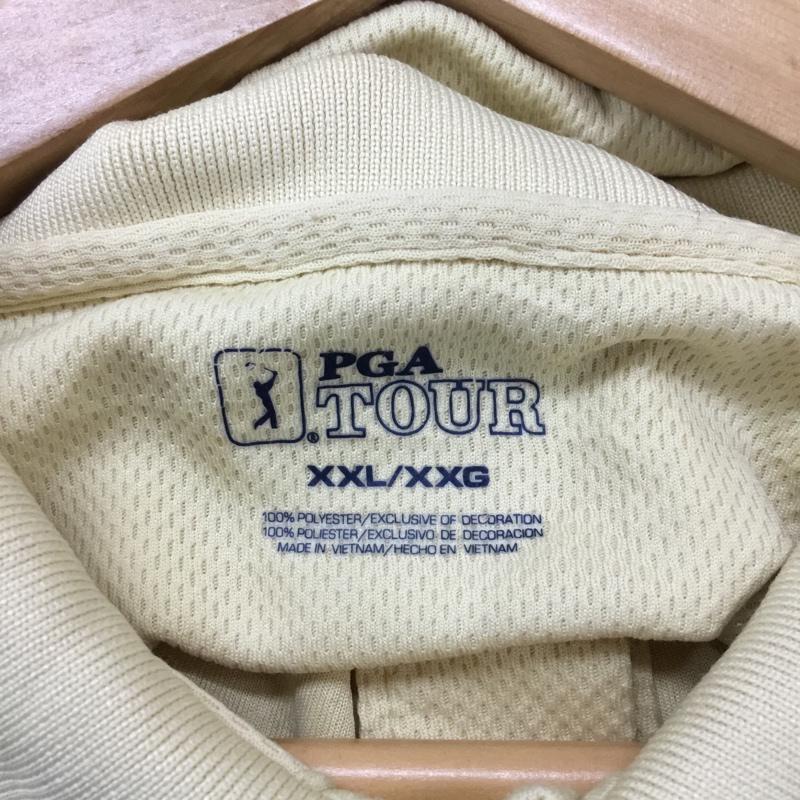 PGA
TOUR®
XXL/XXG
100% POLYESTER/EXCLUSIVE OF DECORATION
100% POLIESTER/EXCLUSIVO DE DECORACION
MADE IN VIETNAM/HECHO EN VIETNAM